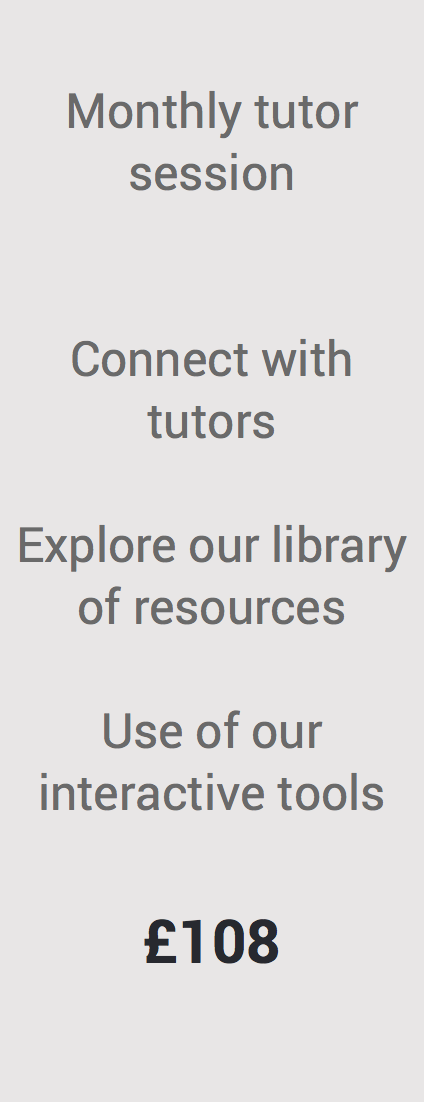 Monthly tutor
session
Connect with
tutors
Explore our library
of resources
Use of our
interactive tools
£108